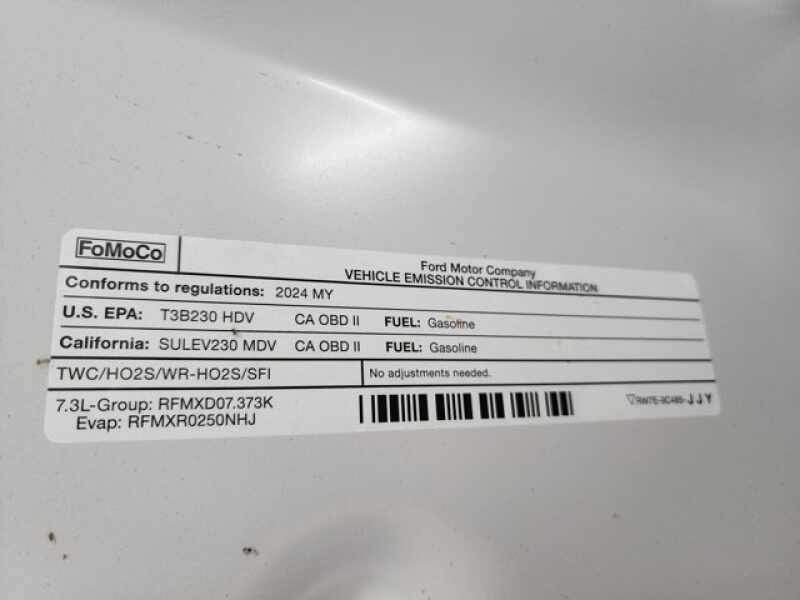 FoMoCo
Ford Motor Company
VEHICLE EMISSION CONTROL INFORMATION
Conforms to regulations: 2024 MY
U.S. EPA: T3B230 HDV CA OBD II FUEL: Gasoline
California: SULEV230 MDV CA OBD II FUEL: Gasoline
TWC/HO2S/WR-HO2S/SFI No adjustments needed.
7.3L-Group: RFMXD07.373K
Evap: RFMXR0250NHJ
JJY